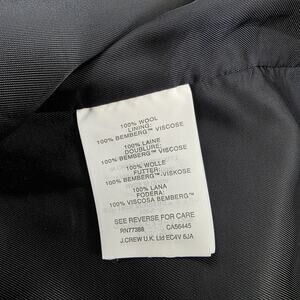 100% WOOL
LINING:
100% BEMBERG™ VISCOSE
100% LAINE
DOUBLURE:
100% BEMBERG™ VISCOSE
100% WOLLE
FUTTER:
100% BEMBERG™-VISKOSE
100% LANA
FODERA:
100% VISCOSA BEMBERG™
SEE REVERSE FOR CARE
RN77388 CA56445
J.CREW U.K. Ltd EC4V 6JA